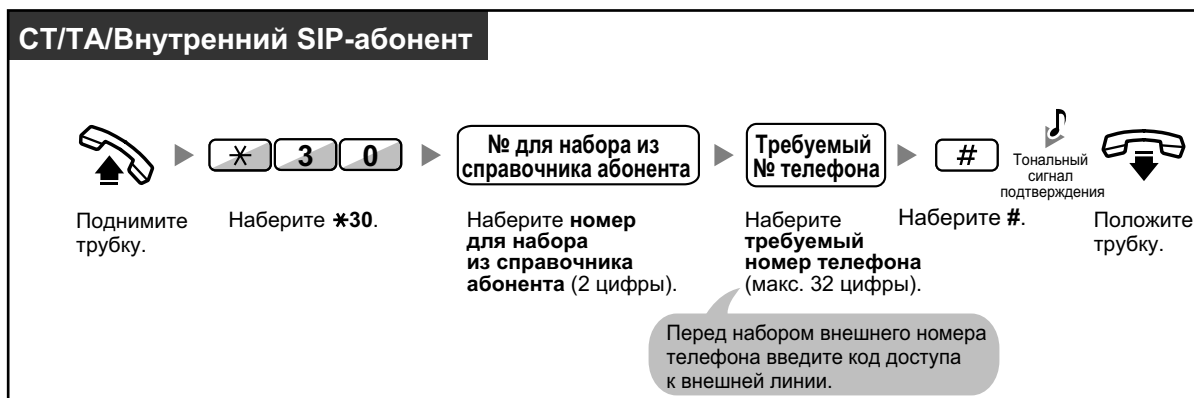 СТ/ТА/Внутренний SIP-абонент
✳ 3 0
№ для набора из
справочника абонента
Требуемый
№ телефона
#
Тональный
сигнал
подтверждения
Поднимите
трубку.
Наберите ✳30.
Наберите номер
для набора
из справочника
абонента (2 цифры).
Наберите
требуемый
номер телефона
(макс. 32 цифры).
Наберите #.
Положите
трубку.
Перед набором внешнего номера
телефона введите код доступа
к внешней линии.